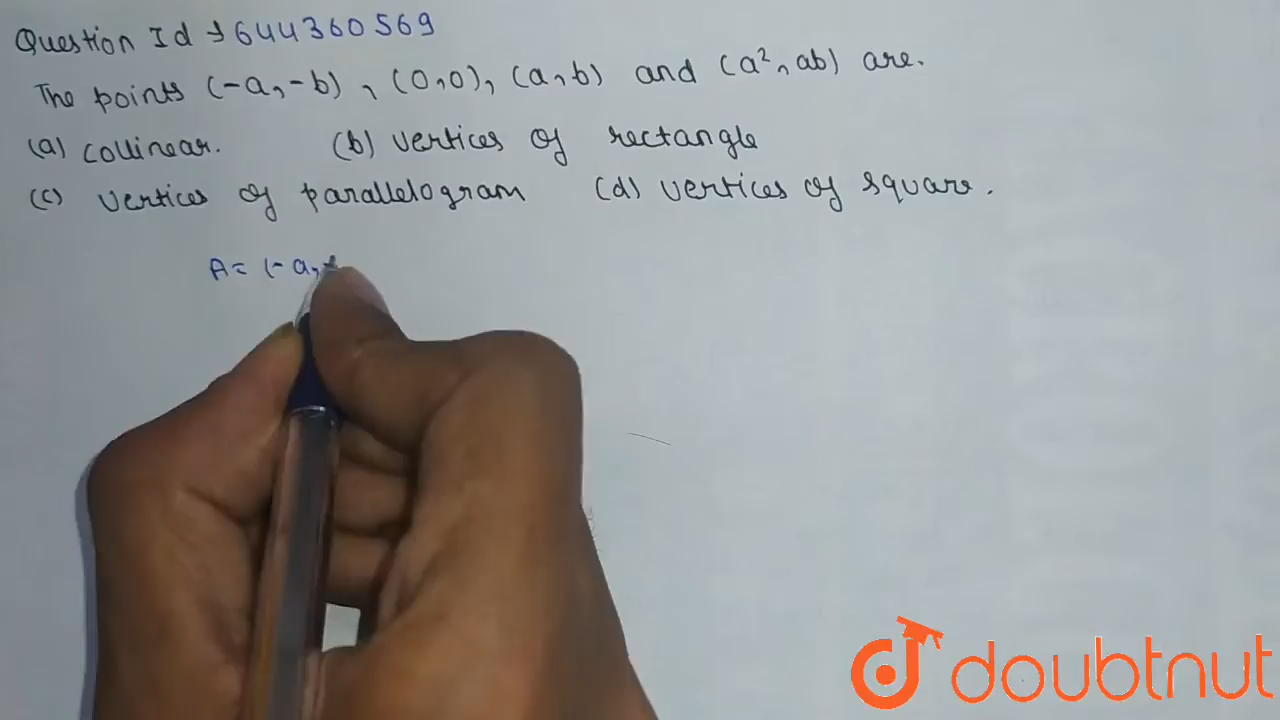 Question Id → 644360569
The points (-a, -b), (0,0), (a,b) and (a², ab) are.
(a) collinear. (b) vertices of rectangle
(c) vertices of parallelogram (d) vertices of square.
A = (-a, -
doubtnut